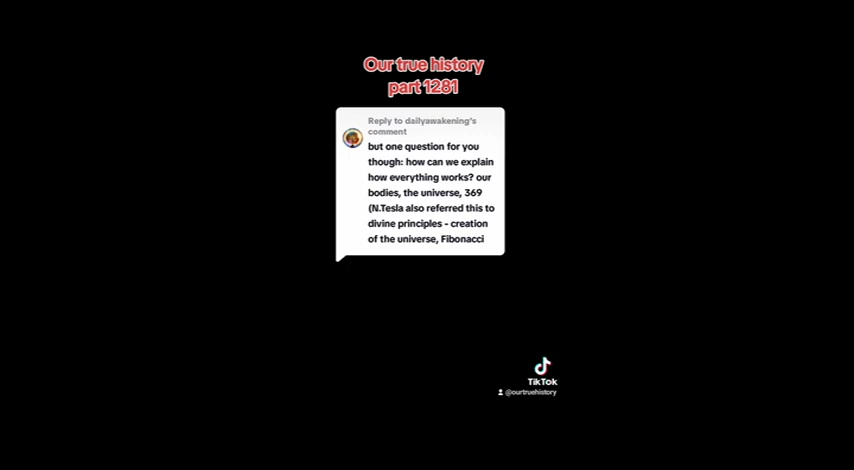 Our true history
part 1281
Reply to dailyawakening's
comment
but one question for you
though: how can we explain
how everything works? our
bodies, the universe, 369
(N.Tesla also referred this to
divine principles - creation
of the universe, Fibonacci
TikTok
@ourtruehistory